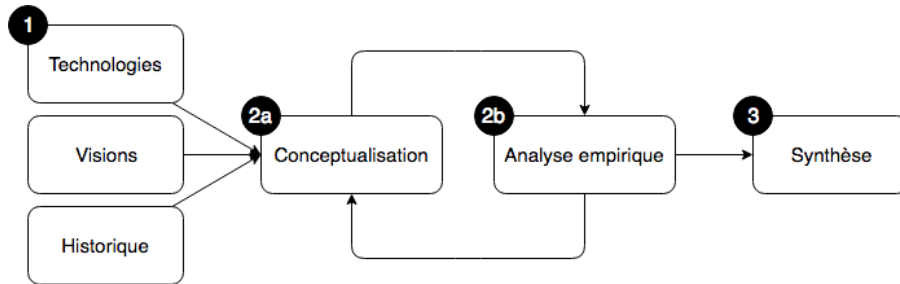 1
Technologies
Visions
Historique
2a
Conceptualisation
2b
Analyse empirique
3
Synthèse